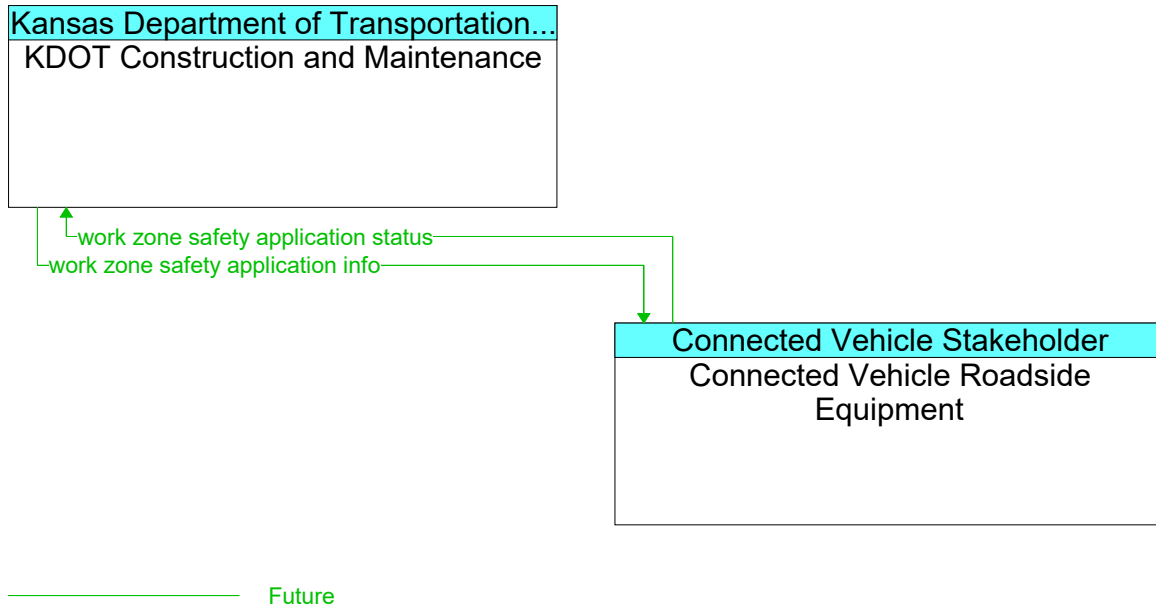 Kansas Department of Transportation...
KDOT Construction and Maintenance
work zone safety application status
work zone safety application info
Connected Vehicle Stakeholder
Connected Vehicle Roadside
Equipment
Future